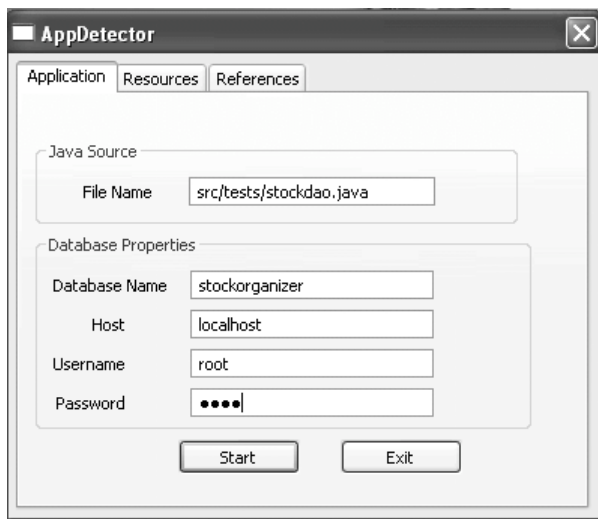 AppDetector
Application Resources References
Java Source
File Name src/tests/stockdao.java
Database Properties
Database Name stockorganizer
Host localhost
Username root
Password ●●●●
Start Exit